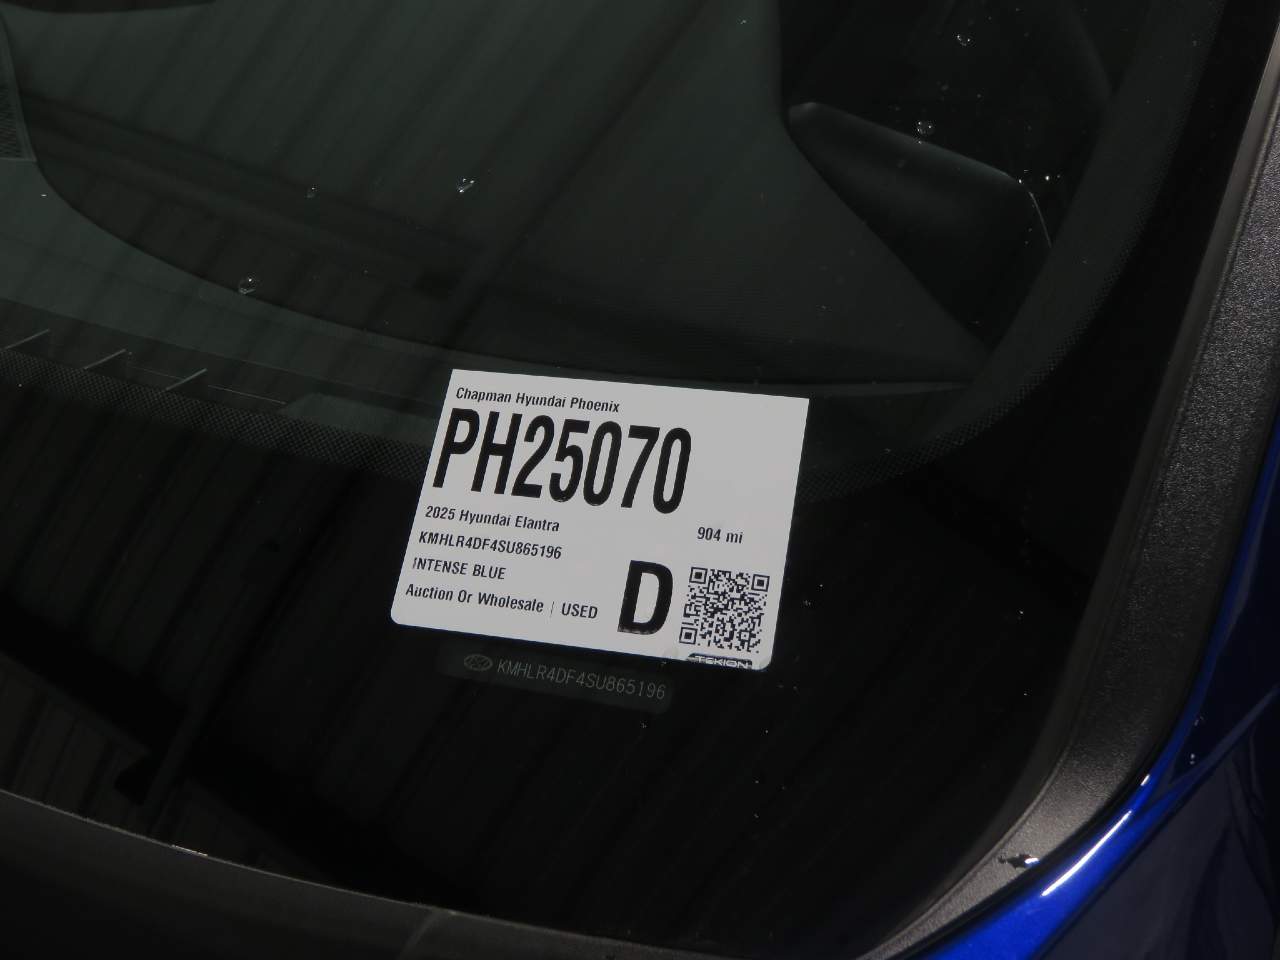 Chapman Hyundai Phoenix
PH25070
2025 Hyundai Elantra
904 mi
KMHLR4DF4SU865196
INTENSE BLUE
Auction Or Wholesale | USED
D
TEKION
KMHLR4DF4SU865196